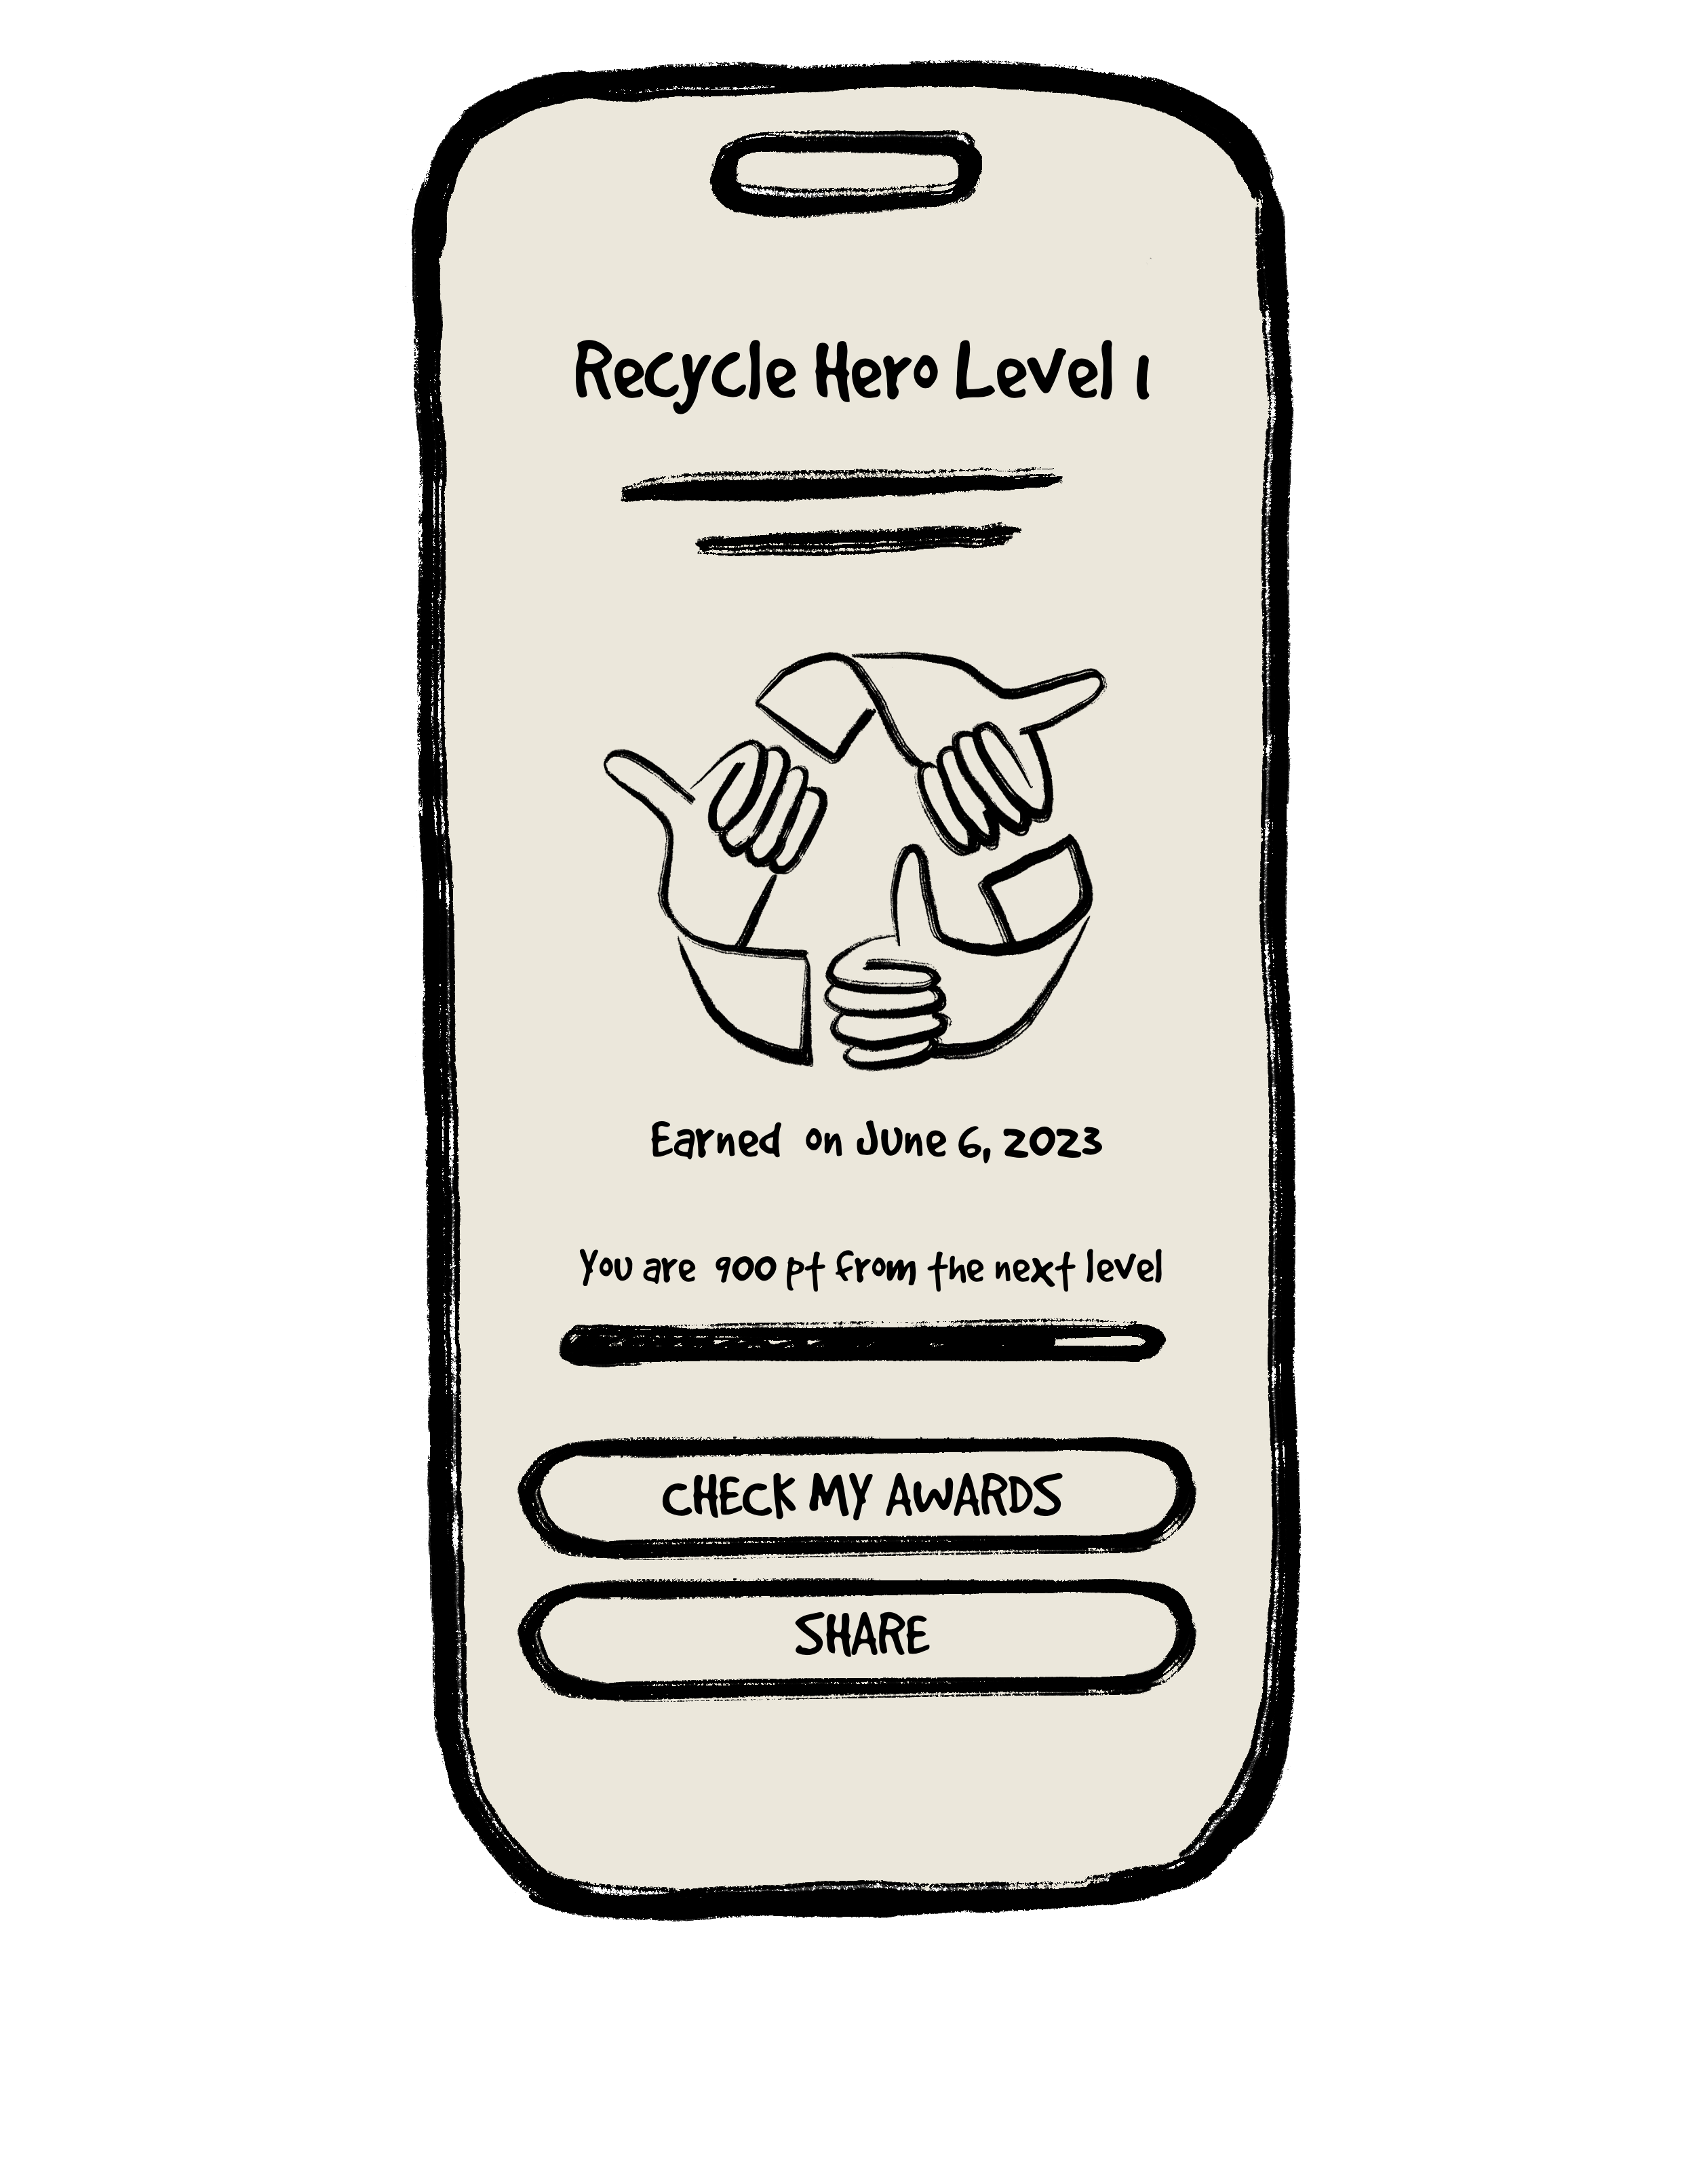 Recycle Hero Level 1
Earned on June 6, 2023
You are 900 pt from the next level
CHECK MY AWARDS
SHARE